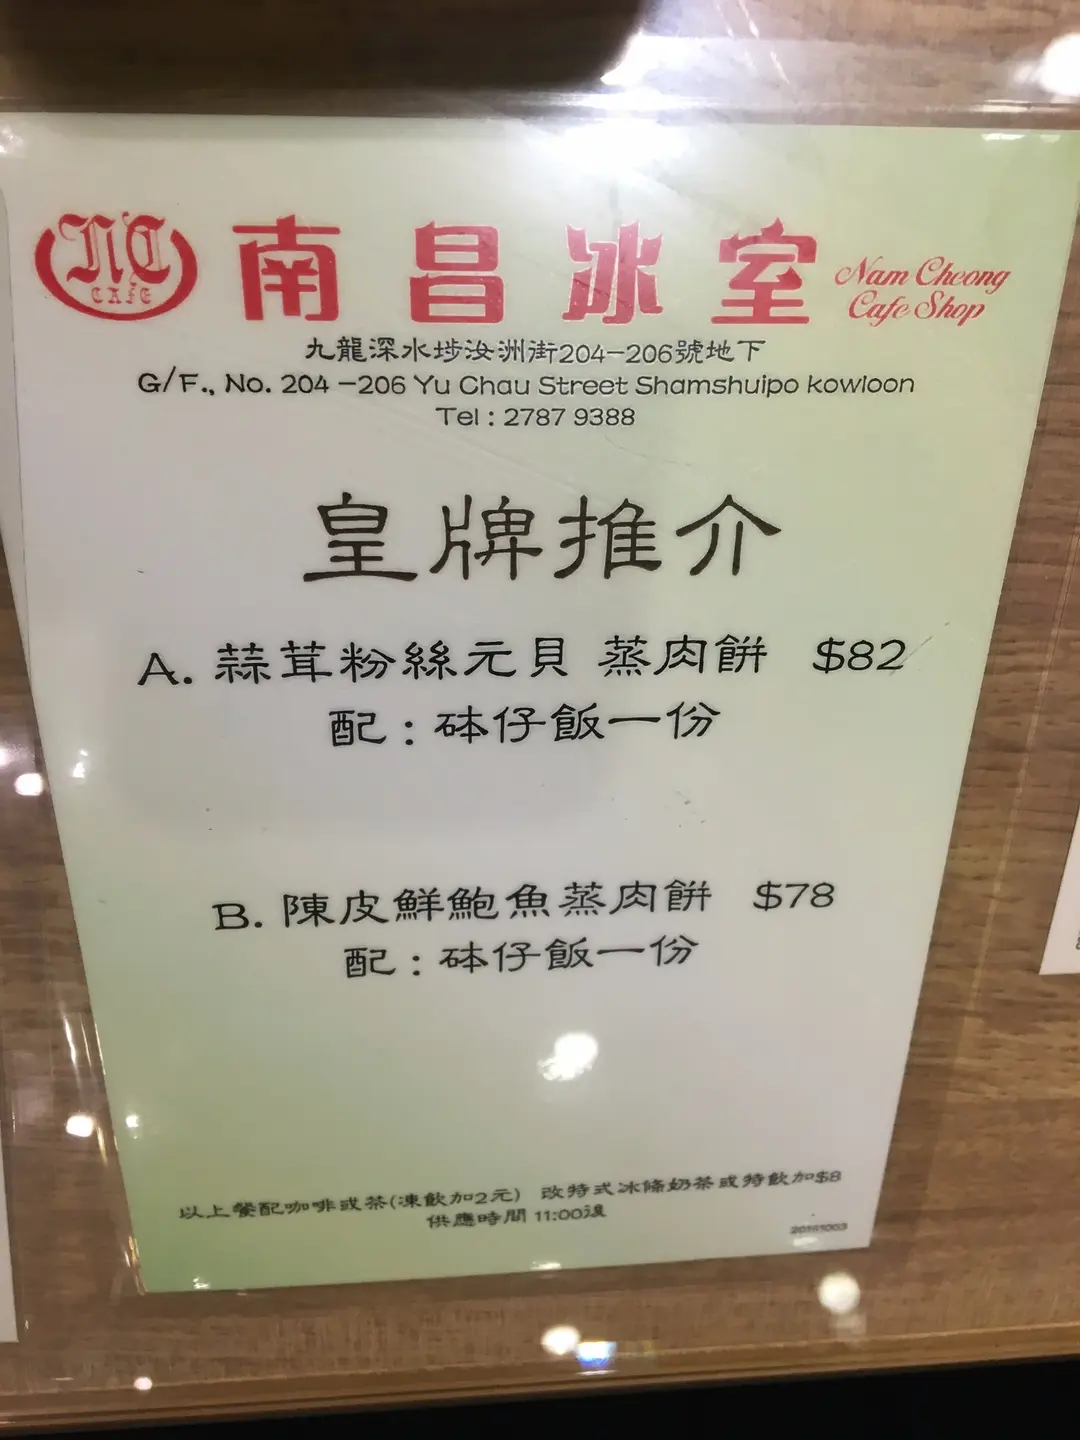 NC
CAFE
南昌冰室
Nam Cheong
Cafe Shop
九龍深水埗汝洲街204-206號地下
G/F., No. 204 -206 Yu Chau Street Shamshuipo kowloon
Tel : 2787 9388
皇牌推介
A. 蒜茸粉絲元貝 蒸肉餅 $82
配 : 砵仔飯一份
B. 陳皮鮮鮑魚蒸肉餅 $78
配 : 砵仔飯一份
以上餐配咖啡或茶(凍飲加2元) 改特式冰條奶茶或特飲加$8
供應時間 11:00後